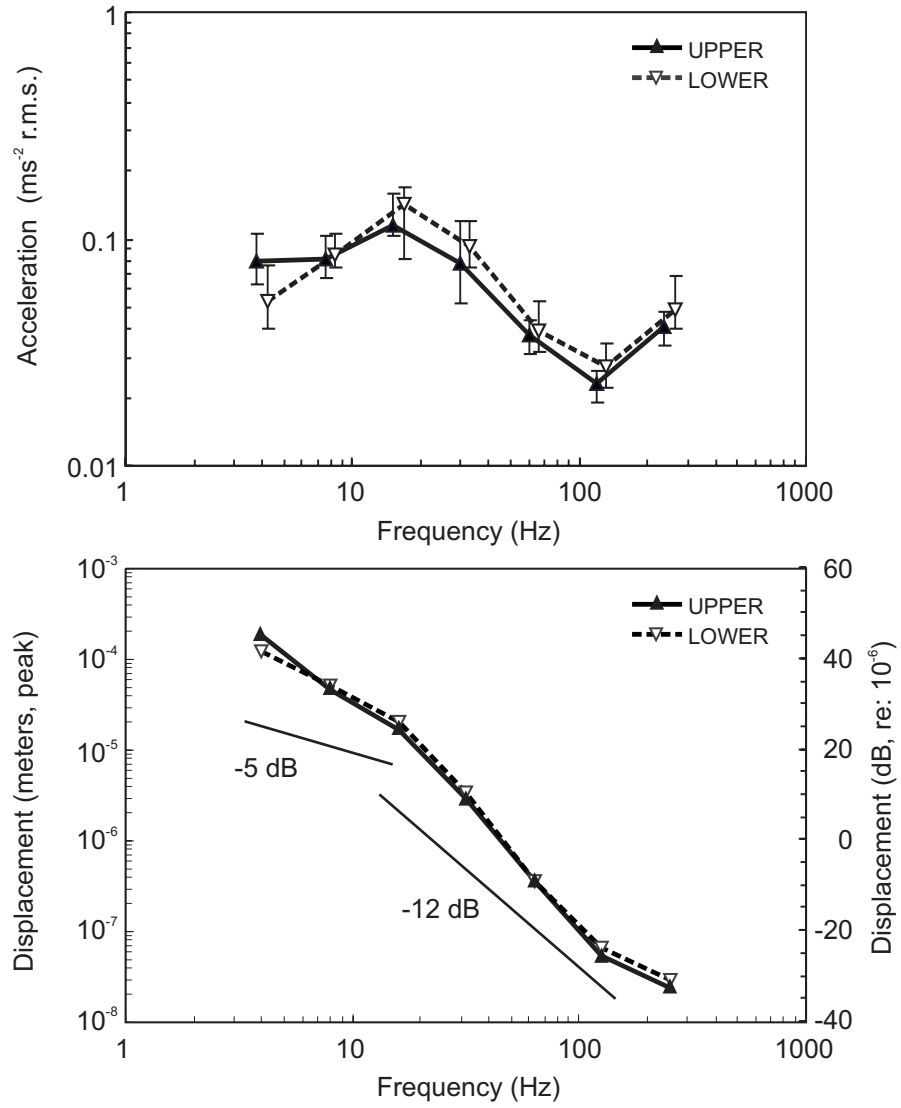 1
0.1
0.01
Acceleration (ms⁻² r.m.s.)
UPPER
LOWER
1
10
100
1000
Frequency (Hz)
10⁻³
10⁻⁴
10⁻⁵
10⁻⁶
10⁻⁷
10⁻⁸
Displacement (meters, peak)
UPPER
LOWER
-5 dB
-12 dB
60
40
20
0
-20
-40
Displacement (dB, re: 10⁻⁶)
1
10
100
1000
Frequency (Hz)